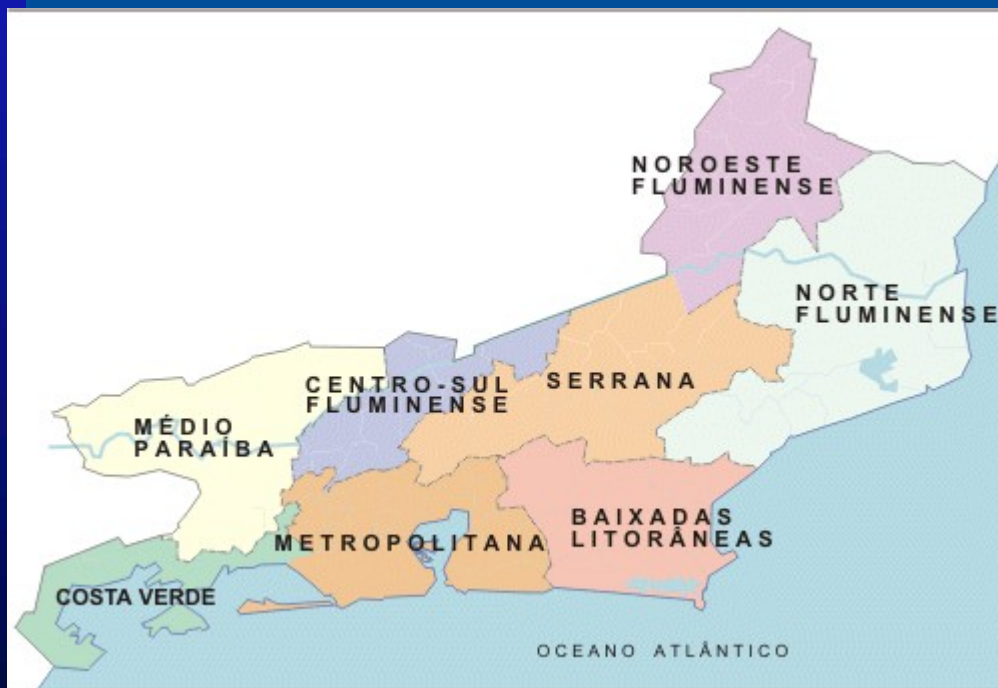 NOROESTE
FLUMINENSE
NORTE
FLUMINENSE
CENTRO-SUL
FLUMINENSE
SERRANA
MÉDIO
PARAÍBA
BAIXADAS
LITORÂNEAS
METROPOLITANA
COSTA VERDE
OCEANO ATLÂNTICO